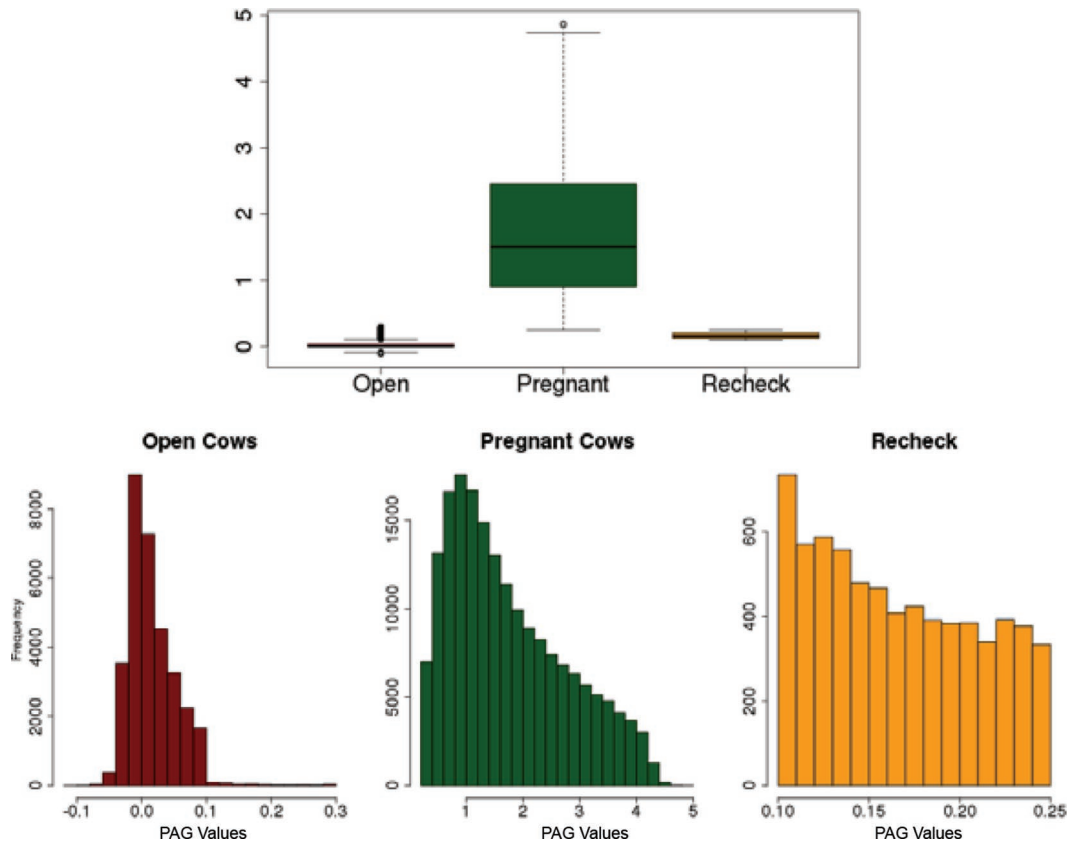 5
4
3
2
1
0
Open Pregnant Recheck
Open Cows
Frequency
8000
6000
4000
2000
0
-0.1 0.0 0.1 0.2 0.3
PAG Values
Pregnant Cows
15000
10000
5000
0
1 2 3 4 5
PAG Values
Recheck
600
400
200
0
0.10 0.15 0.20 0.25
PAG Values